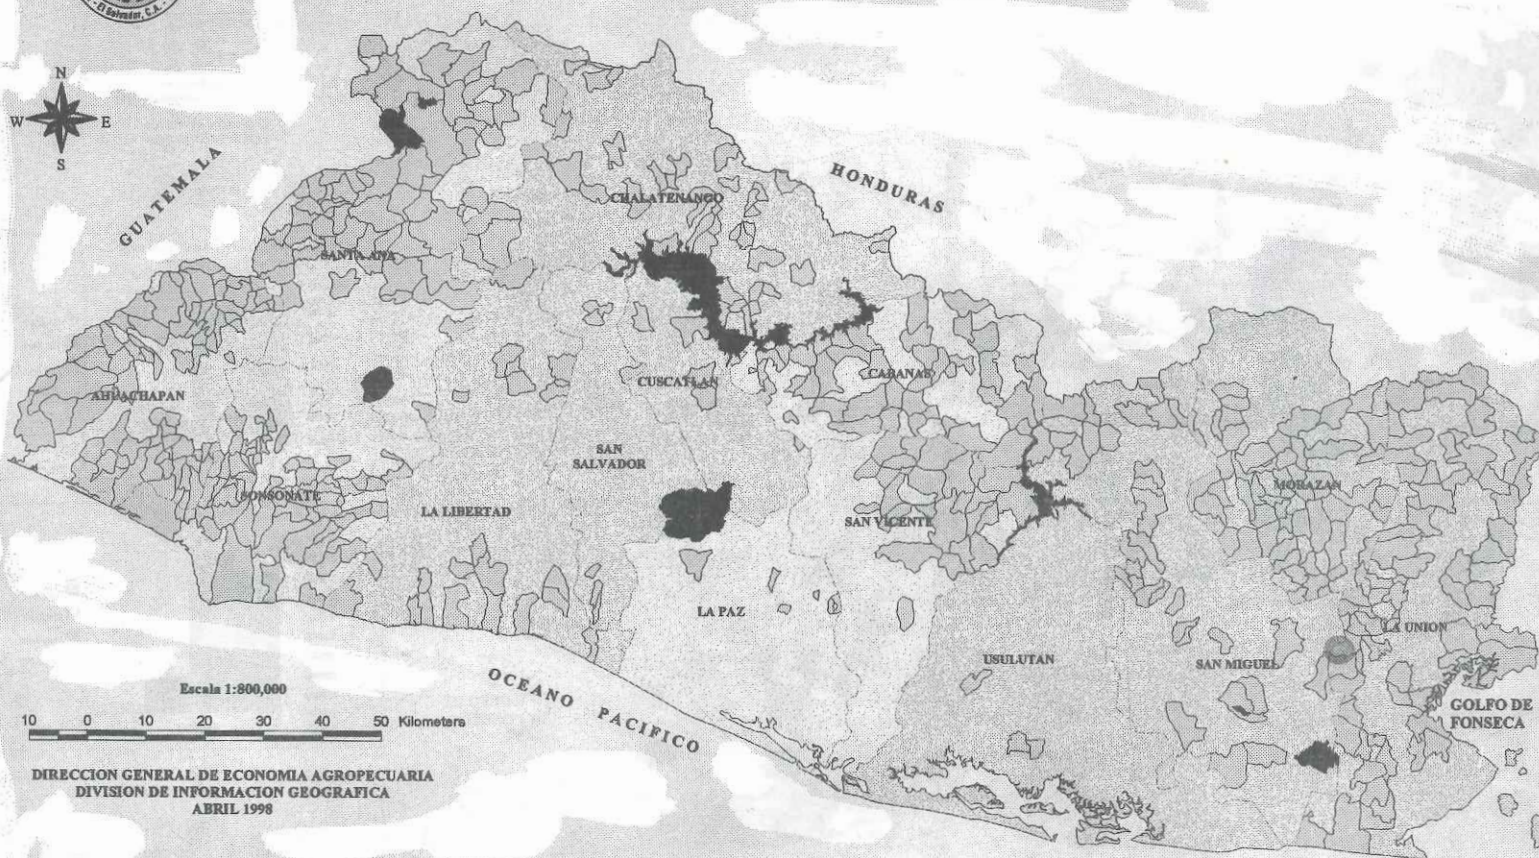 El Salvador, C.A.
N
W E
S
GUATEMALA
HONDURAS
CHALATENANGO
SANTA ANA
CUSCATLAN
CABANAS
AHUACHAPAN
SAN
SALVADOR
MORAZAN
SONSONATE
LA LIBERTAD
SAN VICENTE
LA PAZ
LA UNION
USULUTAN
SAN MIGUEL
OCEANO PACIFICO
GOLFO DE
FONSECA
Escala 1:800,000
10 0 10 20 30 40 50 Kilometers
DIRECCION GENERAL DE ECONOMIA AGROPECUARIA
DIVISION DE INFORMACION GEOGRAFICA
ABRIL 1998